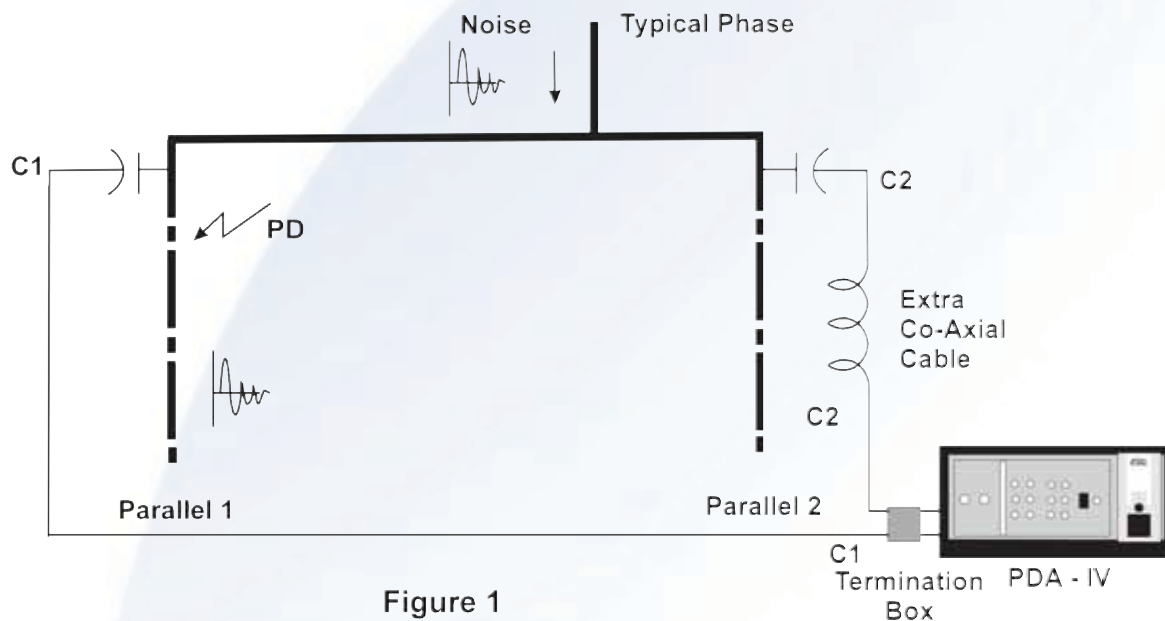 Noise
Typical Phase
C1
C2
PD
Extra
Co-Axial
Cable
C2
Parallel 1
Parallel 2
C1
Termination
Box
PDA - IV
Figure 1